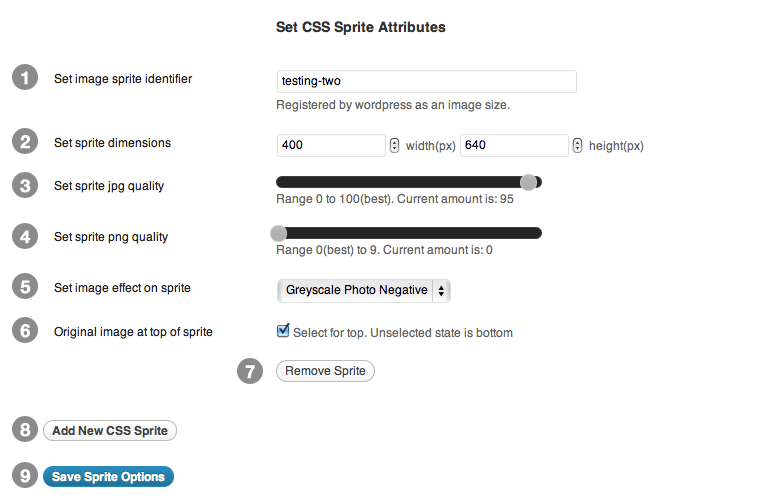 Set CSS Sprite Attributes
1 Set image sprite identifier testing-two
Registered by wordpress as an image size.
2 Set sprite dimensions 400 width(px) 640 height(px)
3 Set sprite jpg quality
Range 0 to 100(best). Current amount is: 95
4 Set sprite png quality
Range 0(best) to 9. Current amount is: 0
5 Set image effect on sprite Greyscale Photo Negative
6 Original image at top of sprite Select for top. Unselected state is bottom
7 Remove Sprite
8 Add New CSS Sprite
9 Save Sprite Options